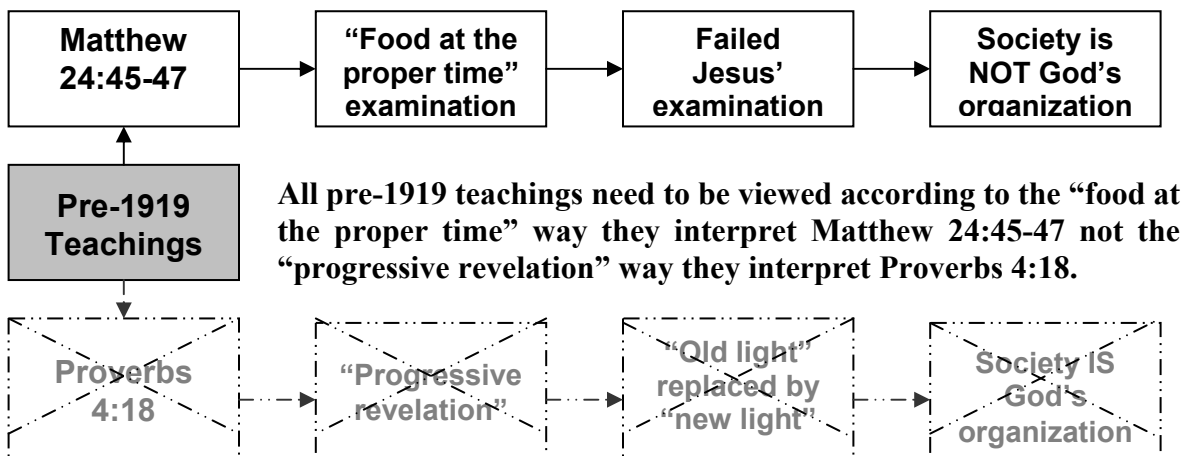 Matthew
24:45-47
“Food at the
proper time”
examination
Failed
Jesus’
examination
Society is
NOT God’s
organization
Pre-1919
Teachings
All pre-1919 teachings need to be viewed according to the “food at
the proper time” way they interpret Matthew 24:45-47 not the
“progressive revelation” way they interpret Proverbs 4:18.
Proverbs
4:18
“Progressive
revelation”
“Old light”
replaced by
“new light”
Society IS
God’s
organization